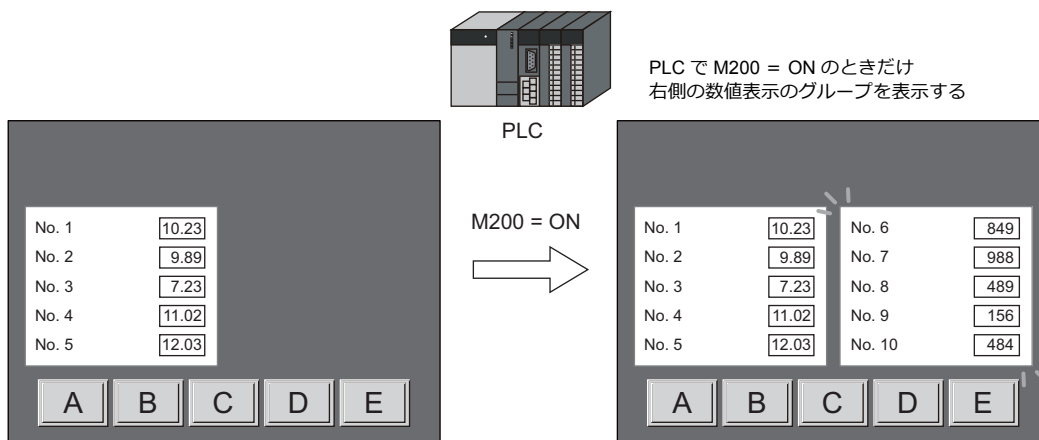 PLC で M200 = ON のときだけ
右側の数値表示のグループを表示する
PLC
No. 1 10.23
No. 2 9.89
No. 3 7.23
No. 4 11.02
No. 5 12.03
A B C D E
M200 = ON
No. 1 10.23 No. 6 849
No. 2 9.89 No. 7 988
No. 3 7.23 No. 8 489
No. 4 11.02 No. 9 156
No. 5 12.03 No. 10 484
A B C D E